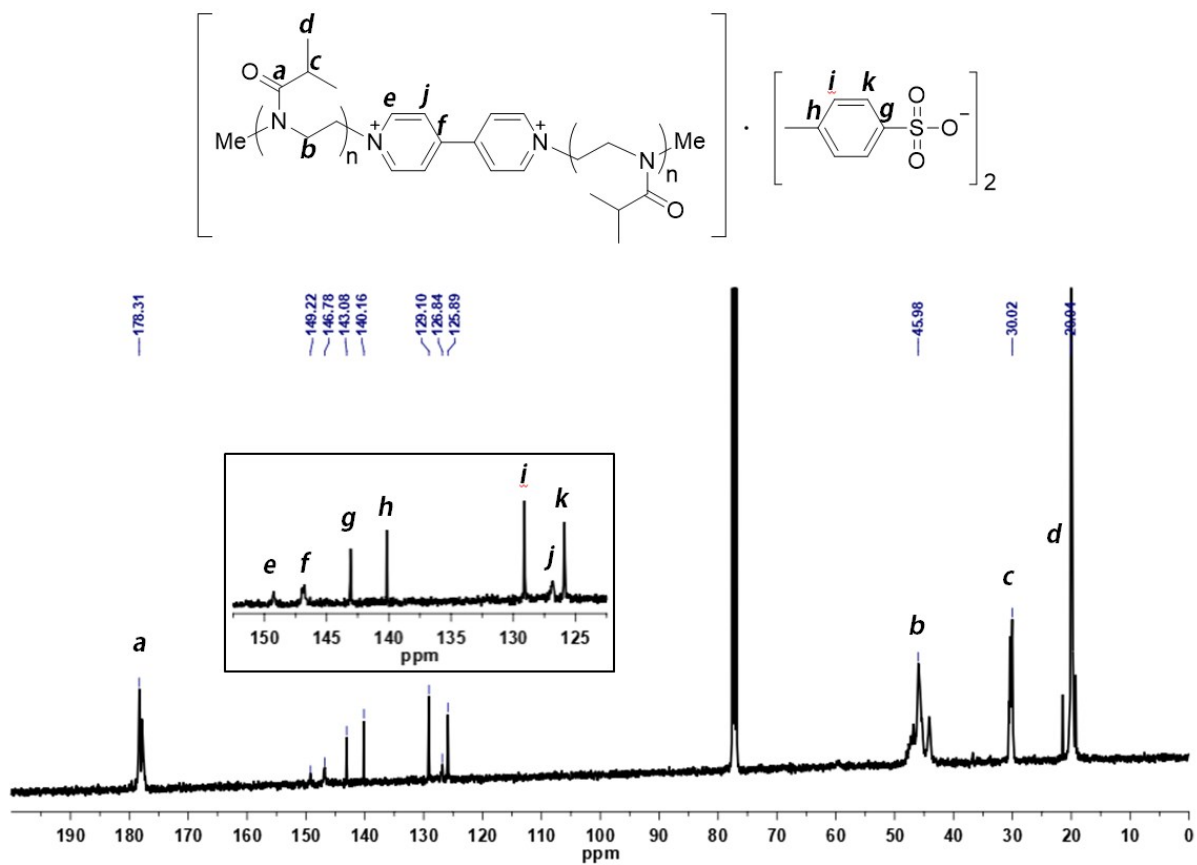 d
O a c
N
e j
i k
h g
O
S-O⁻
O
2
Me ( b ) n N⁺ f N⁺ ( N ) n Me
·
O
178.31
149.22
146.78
143.08
140.16
129.10
126.84
125.89
45.98
30.02
20.04
e f g h i j k
150 145 140 135 130 125
ppm
a
b
c
d
190 180 170 160 150 140 130 120 110 100 90 80 70 60 50 40 30 20 10 0
ppm